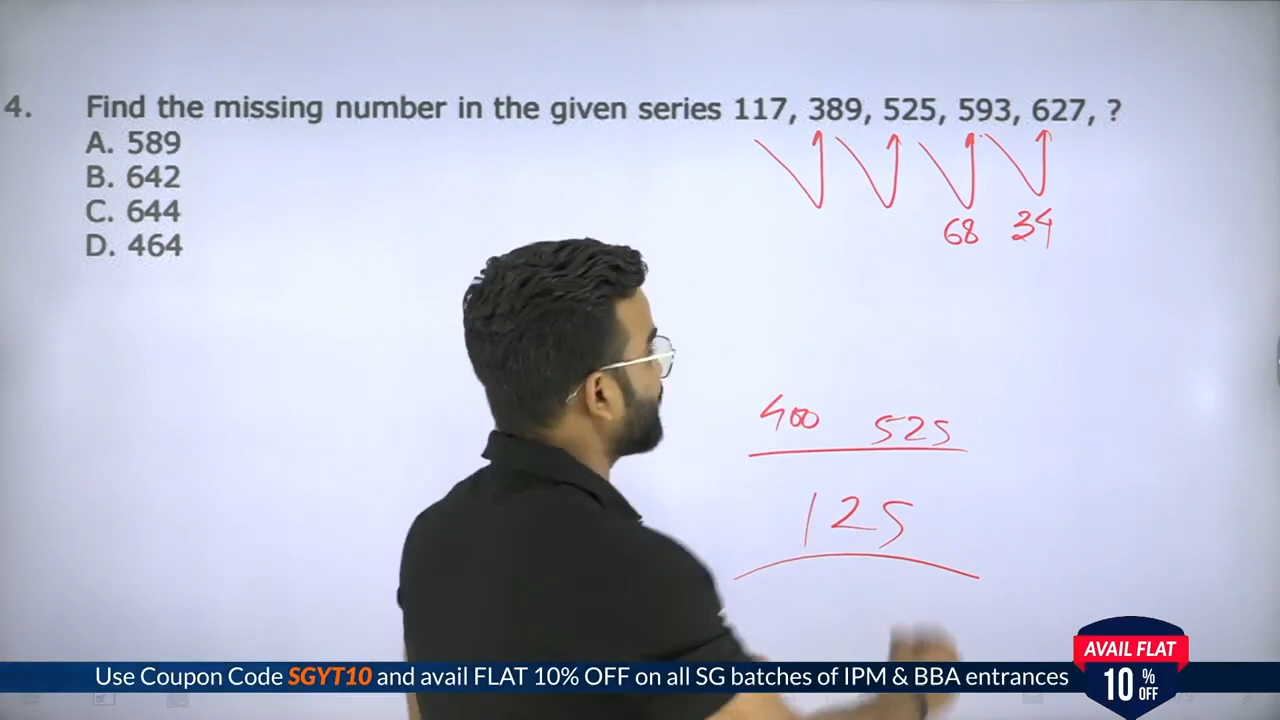 4. Find the missing number in the given series 117, 389, 525, 593, 627, ?
A. 589
B. 642
C. 644
D. 464
68 34
400 525
125
AVAIL FLAT
10 % OFF
Use Coupon Code SGYT10 and avail FLAT 10% OFF on all SG batches of IPM & BBA entrances